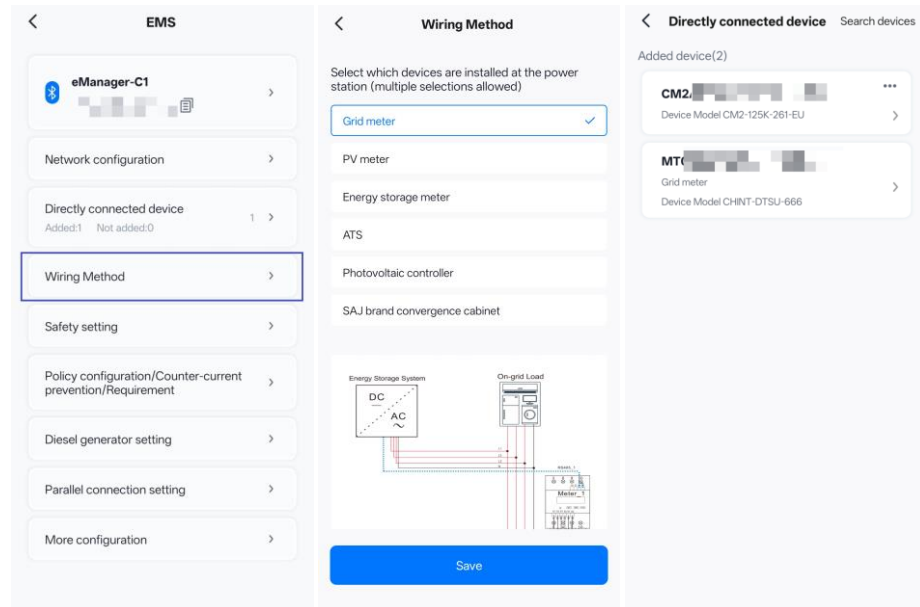 EMS
eManager-C1
Network configuration
Directly connected device
1
Added:1 Not added:0
Wiring Method
Safety setting
Policy configuration/Counter-current
prevention/Requirement
Diesel generator setting
Parallel connection setting
More configuration
Wiring Method
Select which devices are installed at the power
station (multiple selections allowed)
Grid meter
PV meter
Energy storage meter
ATS
Photovoltaic controller
SAJ brand convergence cabinet
Energy Storage System
On-grid Load
DC
AC
Meter_1
Save
Directly connected device Search devices
Added device(2)
CM2
Device Model CM2-125K-261-EU
Grid meter
Device Model CHINT-DTSU-666